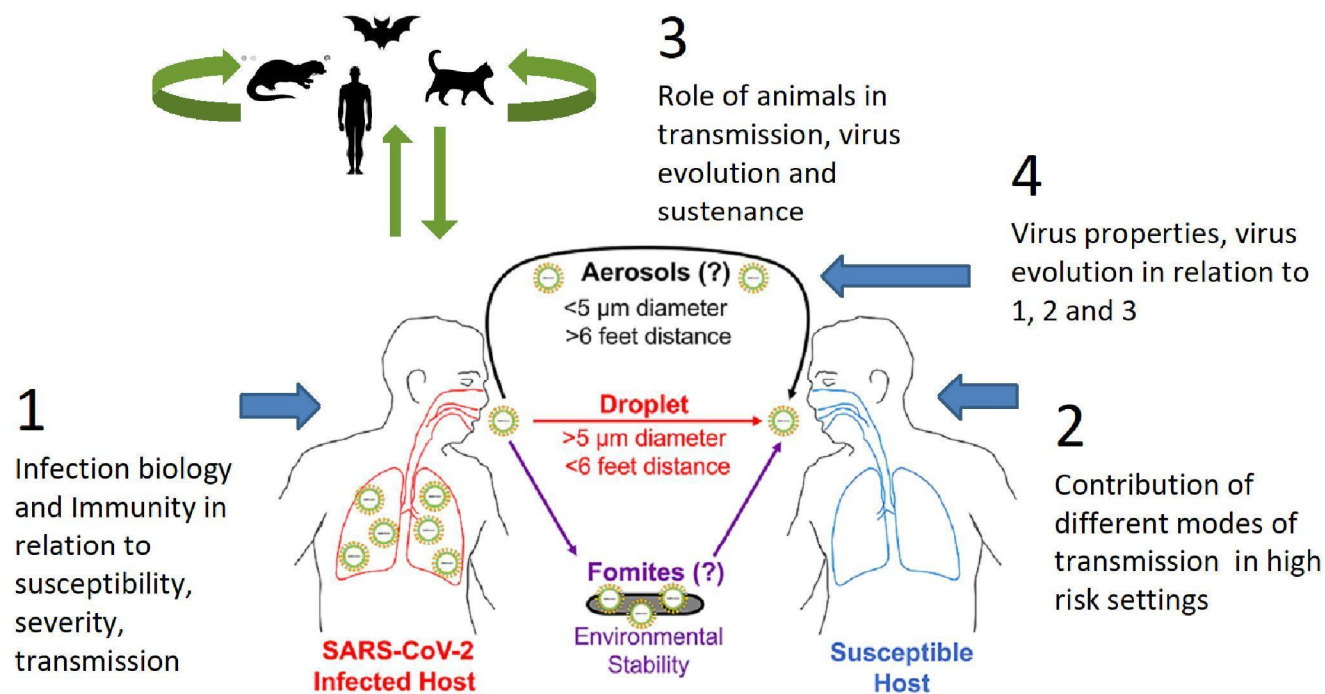 3
Role of animals in
transmission, virus
evolution and
sustenance
4
Virus properties, virus
evolution in relation to
1, 2 and 3
Aerosols (?)
<5 µm diameter
>6 feet distance
1
Infection biology
and Immunity in
relation to
susceptibility,
severity,
transmission
Droplet
>5 µm diameter
<6 feet distance
2
Contribution of
different modes of
transmission in high
risk settings
Fomites (?)
Environmental
Stability
SARS-CoV-2
Infected Host
Susceptible
Host